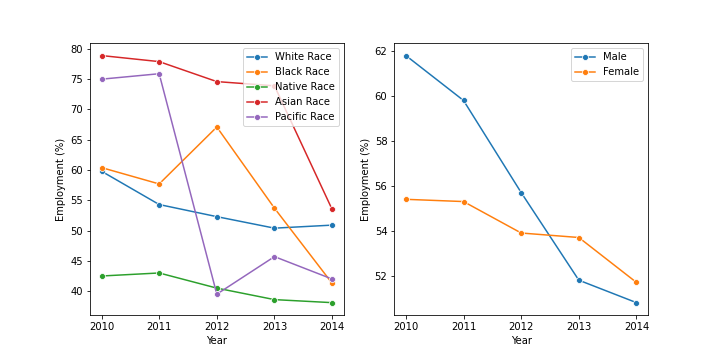 80
75
70
65
60
55
50
45
40
2010 2011 2012 2013 2014
Year
Employment (%)
White Race
Black Race
Native Race
Asian Race
Pacific Race
62
60
58
56
54
52
2010 2011 2012 2013 2014
Year
Employment (%)
Male
Female